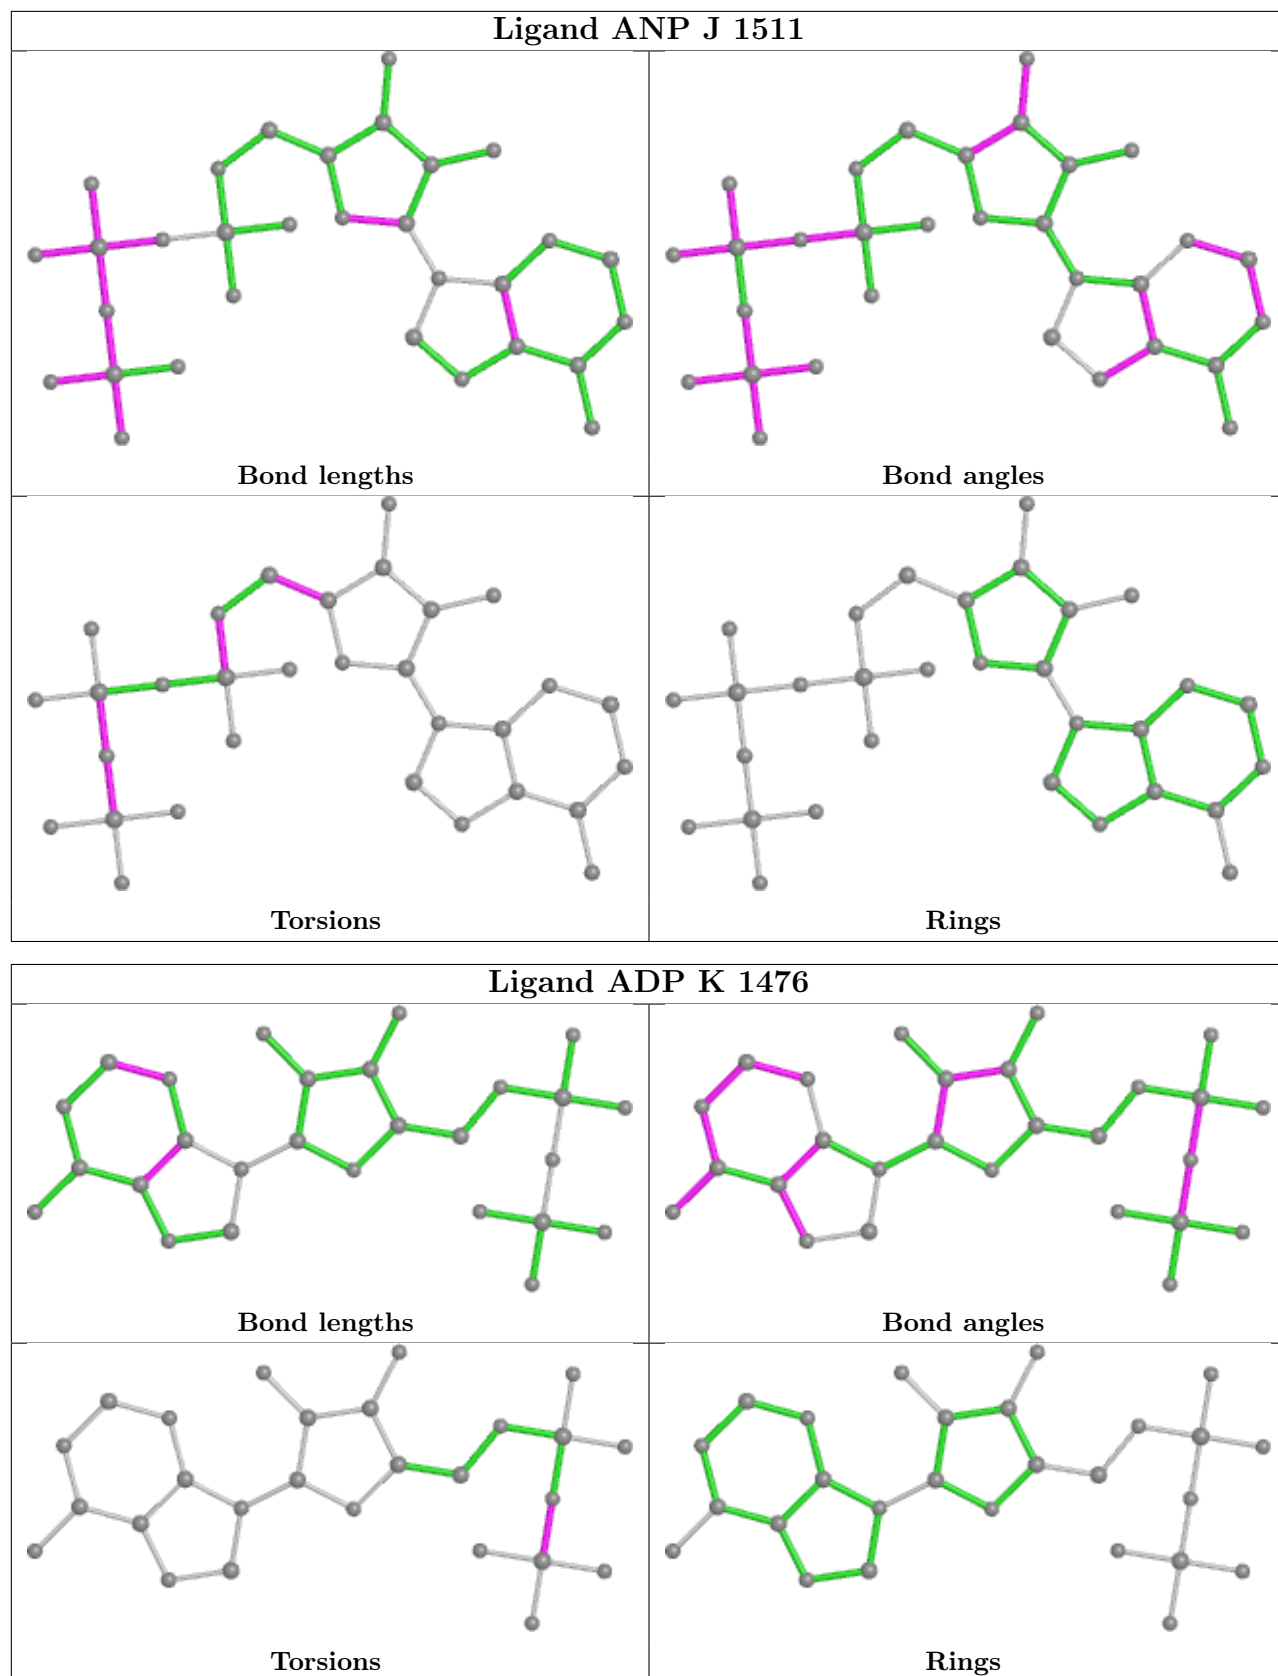 Ligand ANP J 1511
Bond lengths
Bond angles
Torsions
Rings
Ligand ADP K 1476
Bond lengths
Bond angles
Torsions
Rings